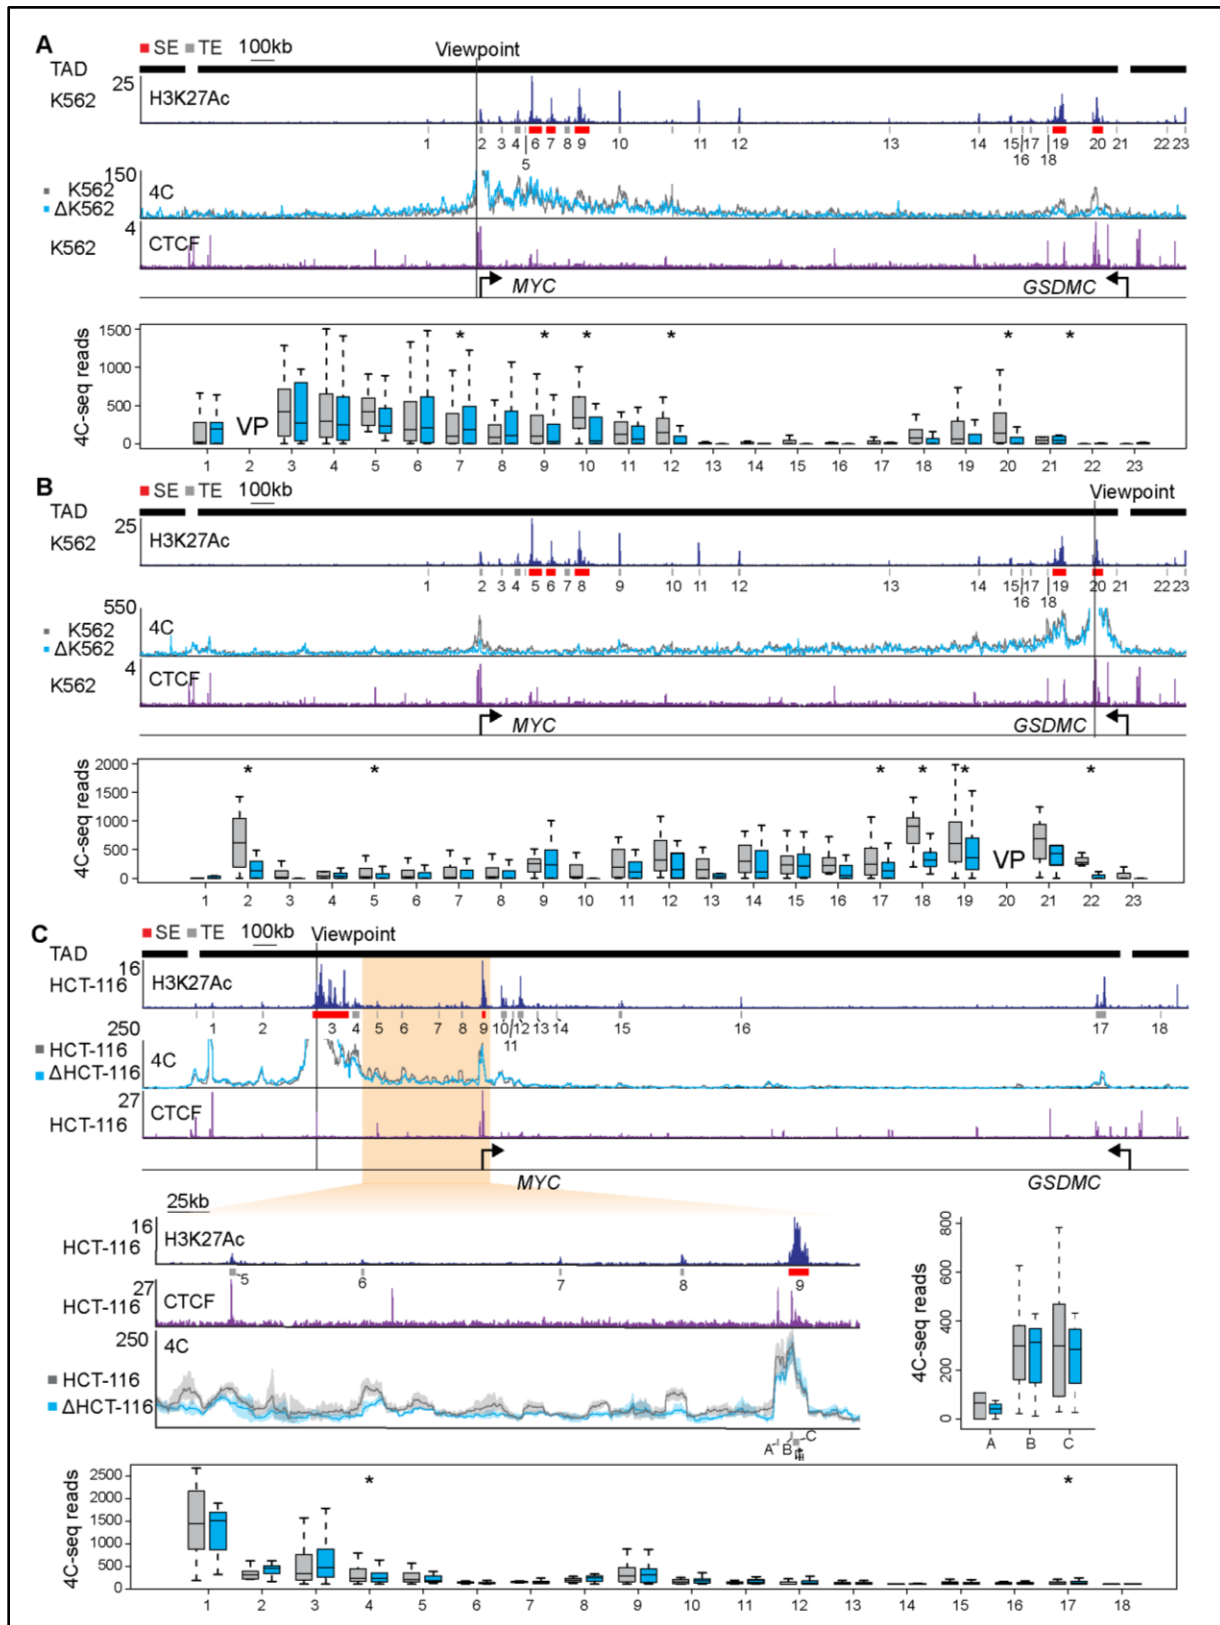 A
SE TE 100kb Viewpoint
TAD
K562 25 H3K27Ac
1 2 3 4 6 7 8 9 10 11 12 13 14 15 17 19 20 21 22 23
5 16 18
150 4C
K562
ΔK562
4 CTCF
K562
MYC GSDMC
4C-seq reads
1500
1000
500
0
* * * * * *
VP
1 2 3 4 5 6 7 8 9 10 11 12 13 14 15 16 17 18 19 20 21 22 23
B
SE TE 100kb Viewpoint
TAD
K562 25 H3K27Ac
1 2 3 4 5 6 7 8 9 10 11 12 13 14 15 17 19 20 21 22 23
16 18
550 4C
K562
ΔK562
4 CTCF
K562
MYC GSDMC
4C-seq reads
2000
1500
1000
500
0
* * * * * *
VP
1 2 3 4 5 6 7 8 9 10 11 12 13 14 15 16 17 18 19 20 21 22 23
C
SE TE 100kb Viewpoint
TAD
HCT-116 16 H3K27Ac
1 2 3 4 5 6 7 8 9 10 12 13 14 15 16 17 18
11
250 4C
HCT-116
ΔHCT-116
27 CTCF
HCT-116
MYC GSDMC
25kb
HCT-116 16 H3K27Ac
5 6 7 8 9
HCT-116 27 CTCF
250 4C
HCT-116
ΔHCT-116
A B C
4C-seq reads
800
600
400
200
0
A B C
4C-seq reads
2500
2000
1500
1000
500
0
* *
1 2 3 4 5 6 7 8 9 10 11 12 13 14 15 16 17 18